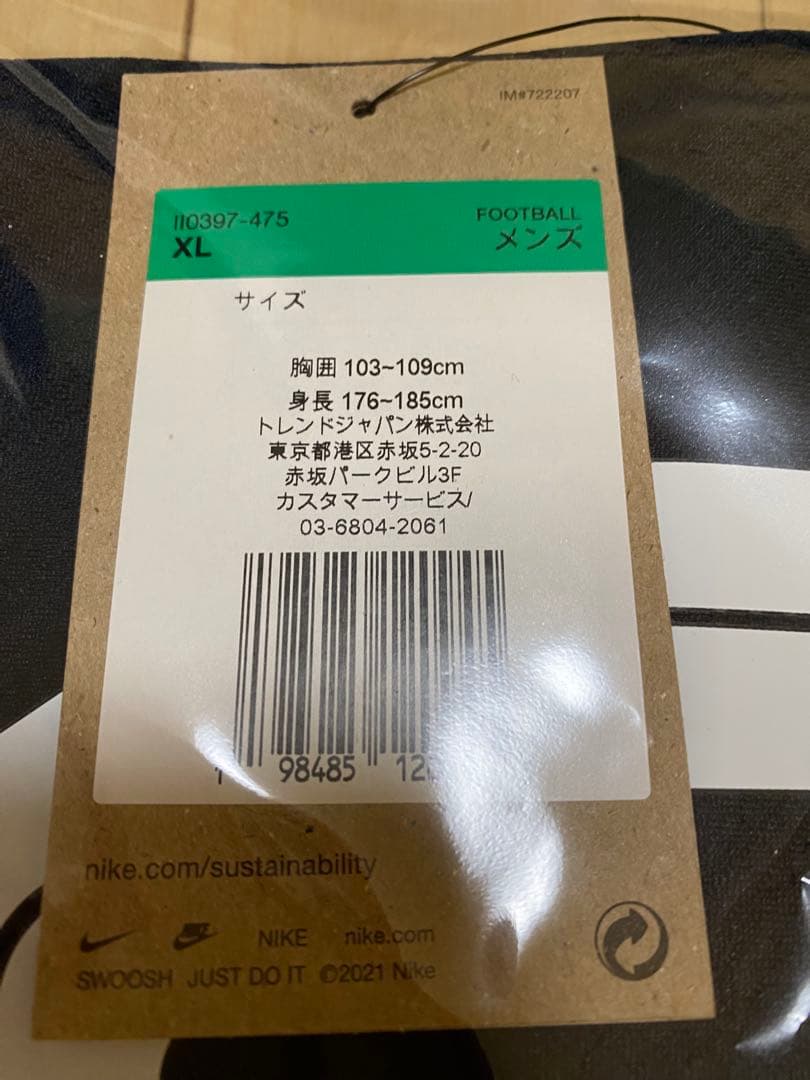 IM#722207
II0397-475
FOOTBALL
XL
メンズ
サイズ
胸囲 103~109cm
身長 176~185cm
トレンドジャパン株式会社
東京都港区赤坂5-2-20
赤坂パークビル3F
カスタマーサービス/
03-6804-2061
1 98485
nike.com/sustainability
NIKE nike.com
SWOOSH JUST DO IT ©2021 Nike